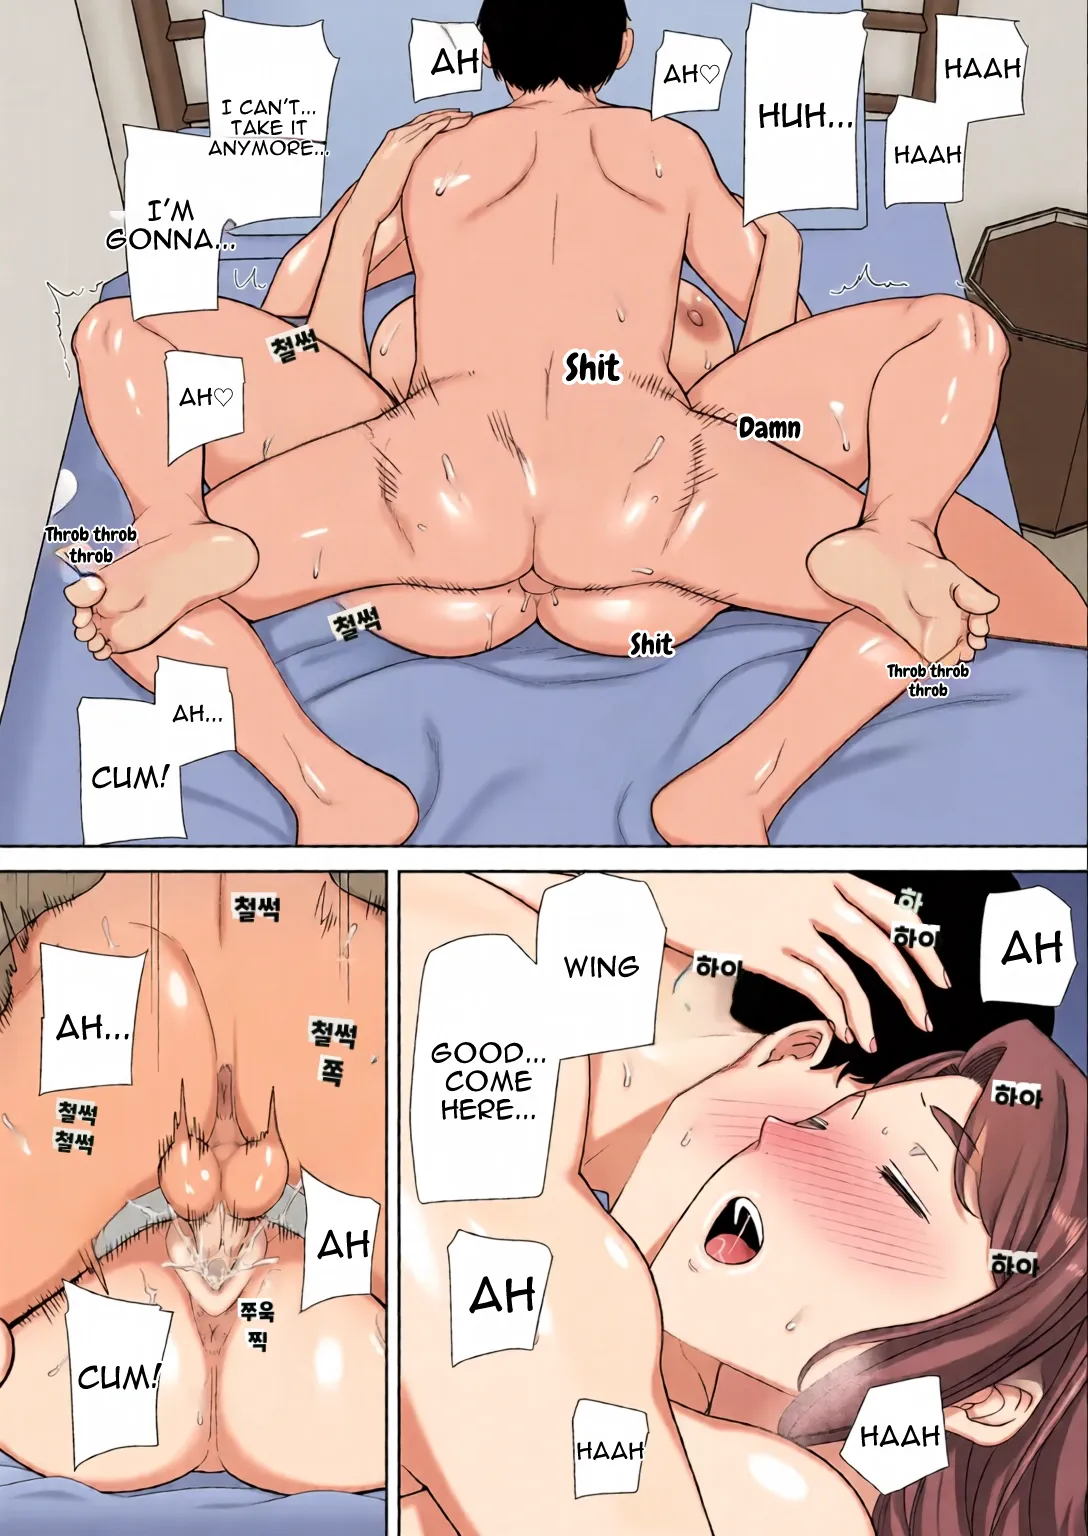 AH
AH♡
HUH...
HAAH
HAAH
I CAN'T...
TAKE IT
ANYMORE...
I'M
GONNA...
철썩
AH♡
Shit
Damn
Throb throb
throb
철썩
Shit
Throb throb
throb
AH...
CUM!
철썩
AH...
철썩
쪽
철썩
철썩
AH
쭈욱
찍
CUM!
WING
GOOD...
COME
HERE...
하
하아
하아
AH
하아
하아
AH
HAAH
HAAH